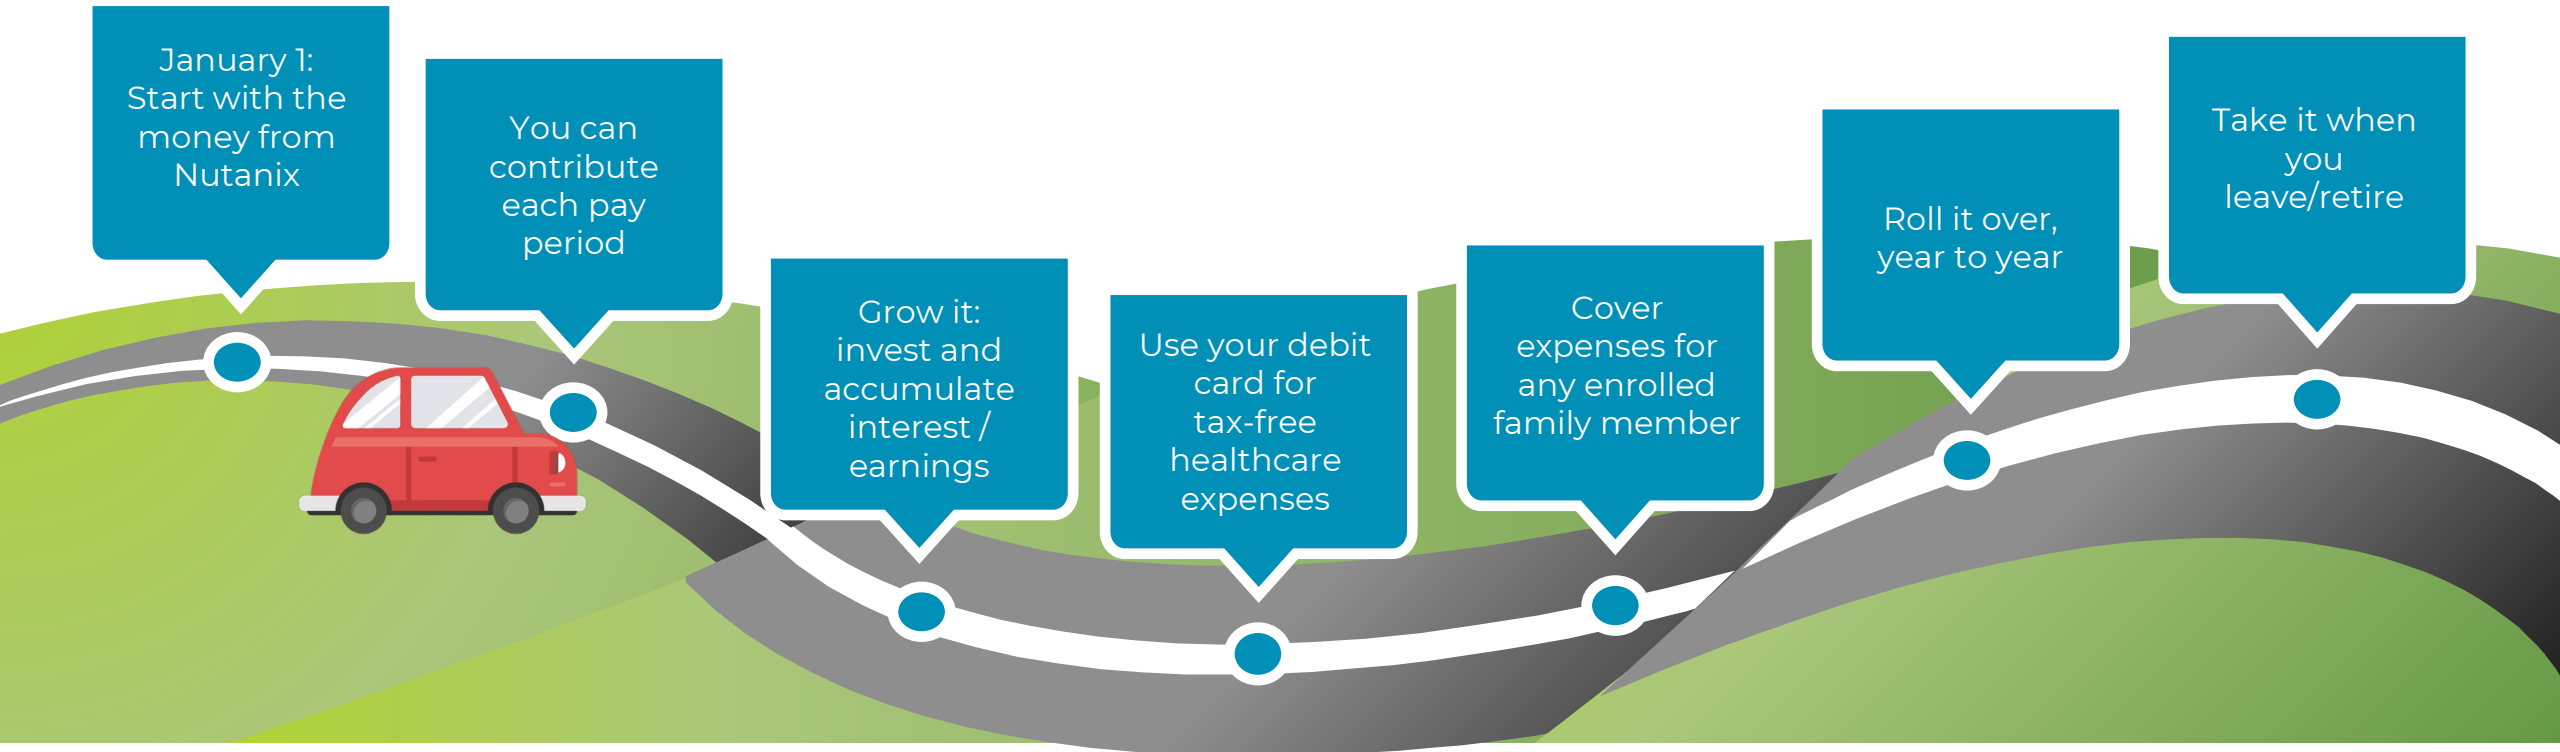 January 1:
Start with the
money from
Nutanix
You can
contribute
each pay
period
Grow it:
invest and
accumulate
interest /
earnings
Use your debit
card for
tax-free
healthcare
expenses
Cover
expenses for
any enrolled
family member
Roll it over,
year to year
Take it when
you
leave/retire